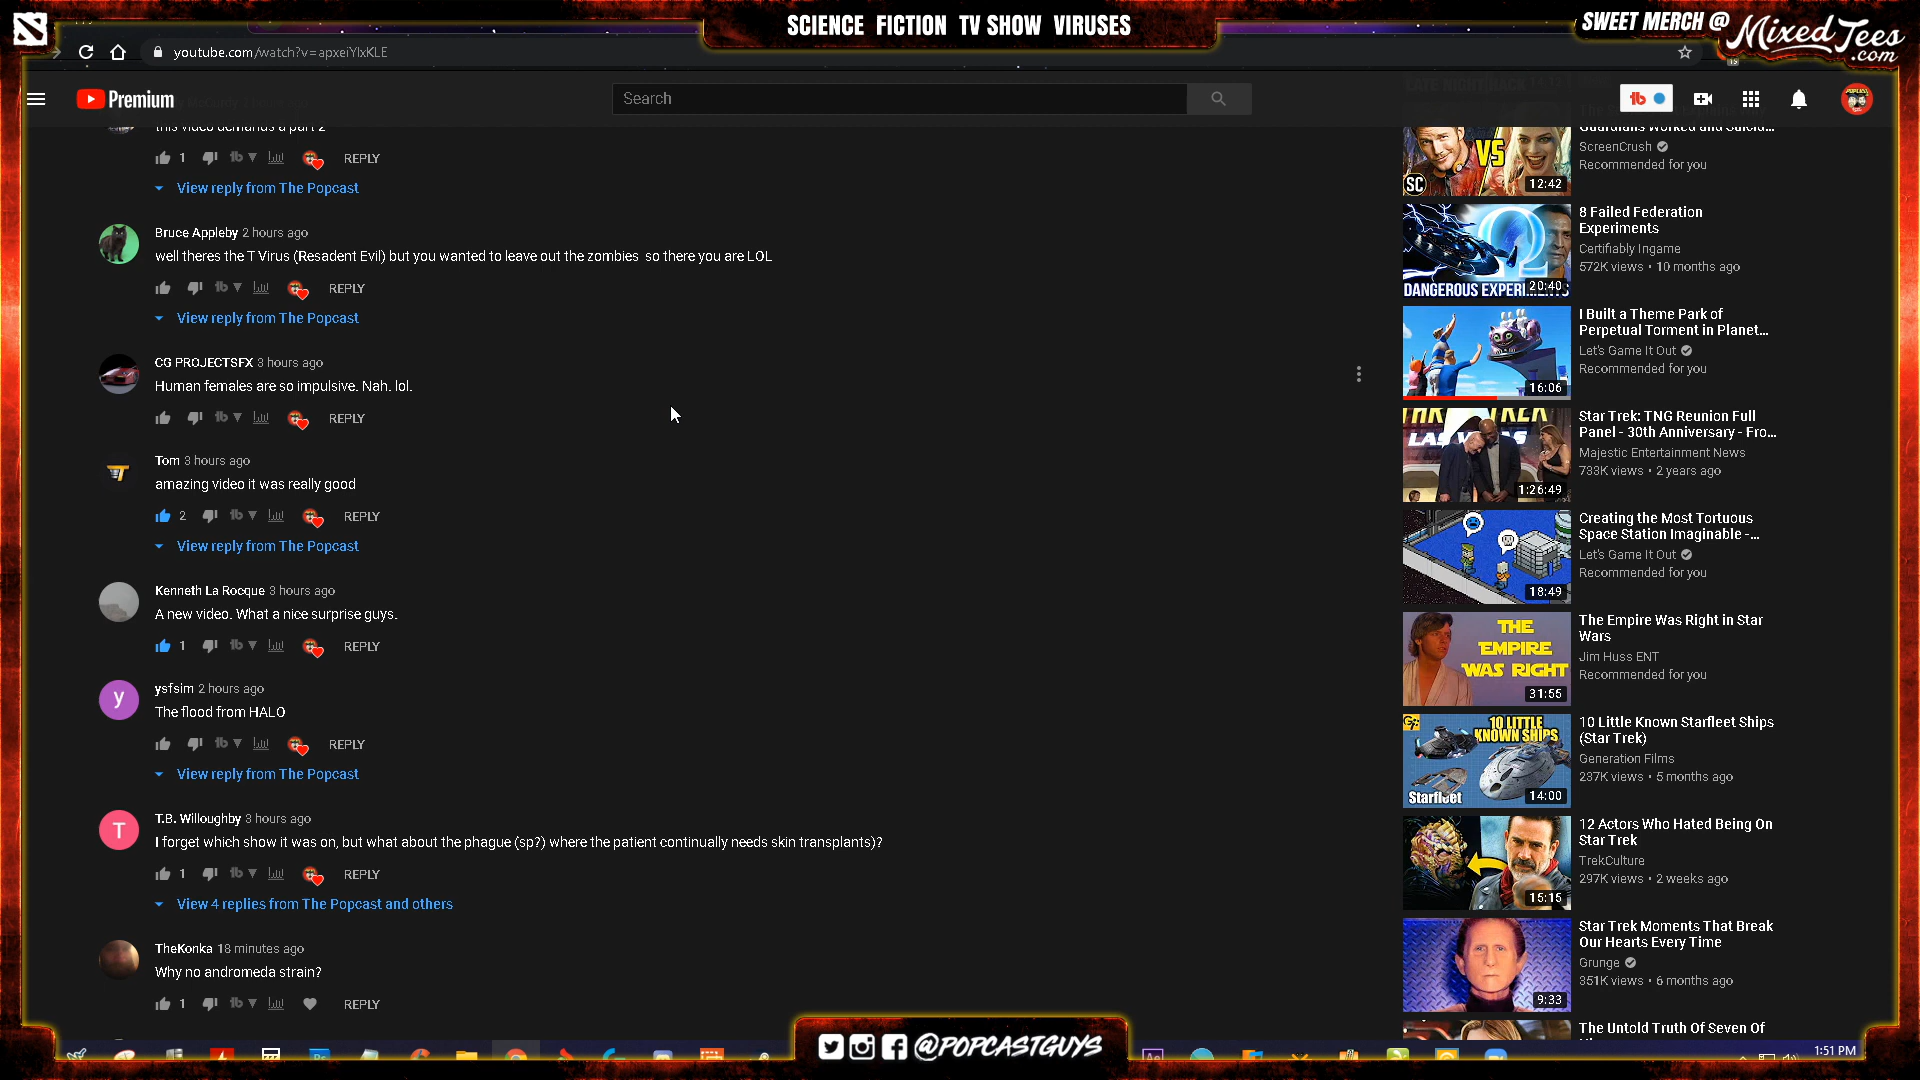 SCIENCE FICTION TV SHOW VIRUSES
SWEET MERCH @ MixedTees.com
youtube.com/watch?v=apxeiYlxKLE
Premium
Search
this video demands a part 2
1 REPLY
View reply from The Popcast
Bruce Appleby 2 hours ago
well theres the T Virus (Resadent Evil) but you wanted to leave out the zombies so there you are LOL
REPLY
View reply from The Popcast
CG PROJECTSFX 3 hours ago
Human females are so impulsive. Nah. lol.
REPLY
Tom 3 hours ago
amazing video it was really good
2 REPLY
View reply from The Popcast
Kenneth La Rocque 3 hours ago
A new video. What a nice surprise guys.
1 REPLY
y
ysfsim 2 hours ago
The flood from HALO
REPLY
View reply from The Popcast
T
T.B. Willoughby 3 hours ago
I forget which show it was on, but what about the phague (sp?) where the patient continually needs skin transplants)?
1 REPLY
View 4 replies from The Popcast and others
TheKonka 18 minutes ago
Why no andromeda strain?
1 REPLY
VS
SC
12:42
Guardians Worked and Suicid...
ScreenCrush
Recommended for you
DANGEROUS EXPERIMENTS
20:40
8 Failed Federation
Experiments
Certifiably Ingame
572K views • 10 months ago
16:06
I Built a Theme Park of
Perpetual Torment in Planet...
Let's Game It Out
Recommended for you
LAS VEGAS
1:26:49
Star Trek: TNG Reunion Full
Panel - 30th Anniversary - Fro...
Majestic Entertainment News
733K views • 2 years ago
18:49
Creating the Most Tortuous
Space Station Imaginable -...
Let's Game It Out
Recommended for you
THE
EMPIRE
WAS RIGHT
31:55
The Empire Was Right in Star
Wars
Jim Huss ENT
Recommended for you
10 LITTLE
KNOWN SHIPS
Starfleet
14:00
10 Little Known Starfleet Ships
(Star Trek)
Generation Films
237K views • 5 months ago
15:15
12 Actors Who Hated Being On
Star Trek
TrekCulture
297K views • 2 weeks ago
9:33
Star Trek Moments That Break
Our Hearts Every Time
Grunge
351K views • 6 months ago
The Untold Truth Of Seven Of
@POPCASTGUYS
1:51 PM